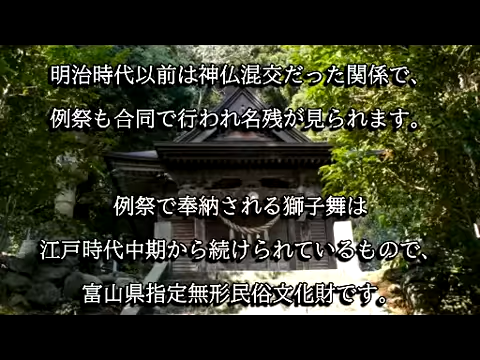 明治時代以前は神仏混交だった関係で、
例祭も合同で行われ名残が見られます。
例祭で奉納される獅子舞は
江戸時代中期から続けられているもので、
富山県指定無形民俗文化財です。